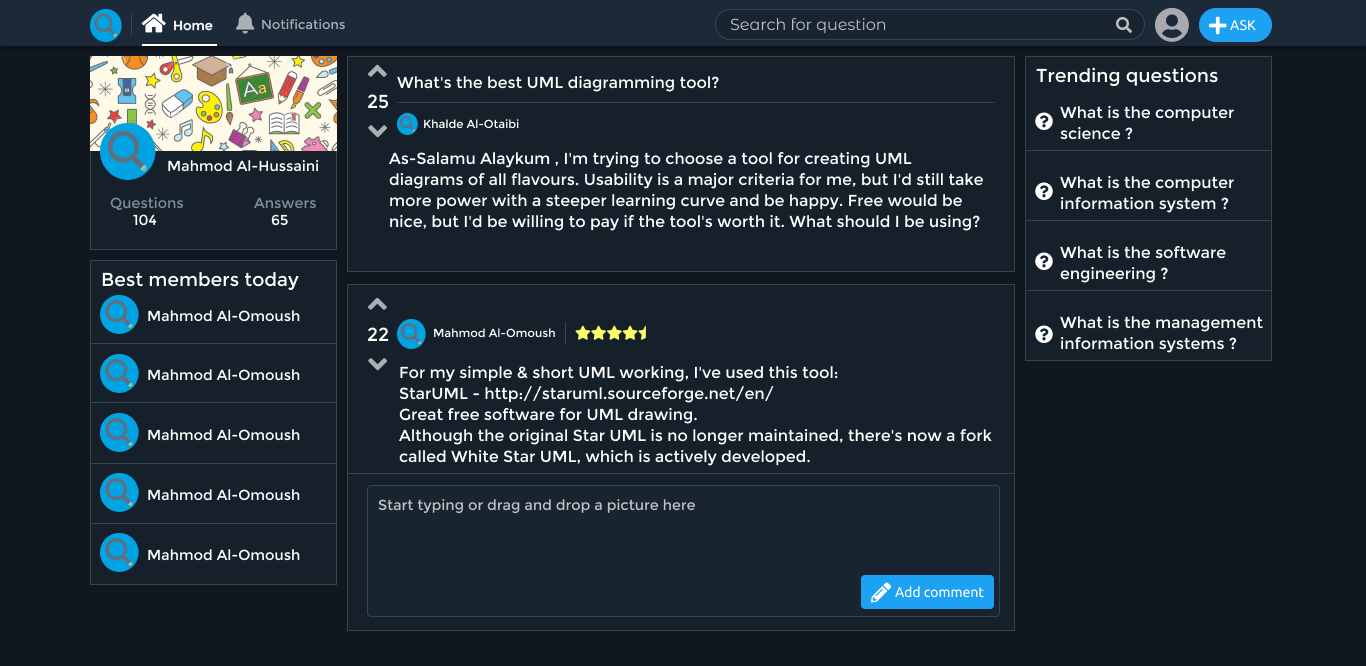 Home
Notifications
Search for question
ASK
Aa
Mahmod Al-Hussaini
Questions
Answers
104
65
Best members today
Mahmod Al-Omoush
Mahmod Al-Omoush
Mahmod Al-Omoush
Mahmod Al-Omoush
Mahmod Al-Omoush
What's the best UML diagramming tool?
25
Khalde Al-Otaibi
As-Salamu Alaykum , I'm trying to choose a tool for creating UML
diagrams of all flavours. Usability is a major criteria for me, but I'd still take
more power with a steeper learning curve and be happy. Free would be
nice, but I'd be willing to pay if the tool's worth it. What should I be using?
22
Mahmod Al-Omoush
For my simple & short UML working, I've used this tool:
StarUML - http://staruml.sourceforge.net/en/
Great free software for UML drawing.
Although the original Star UML is no longer maintained, there's now a fork
called White Star UML, which is actively developed.
Start typing or drag and drop a picture here
Add comment
Trending questions
What is the computer
science ?
What is the computer
information system ?
What is the software
engineering ?
What is the management
information systems ?